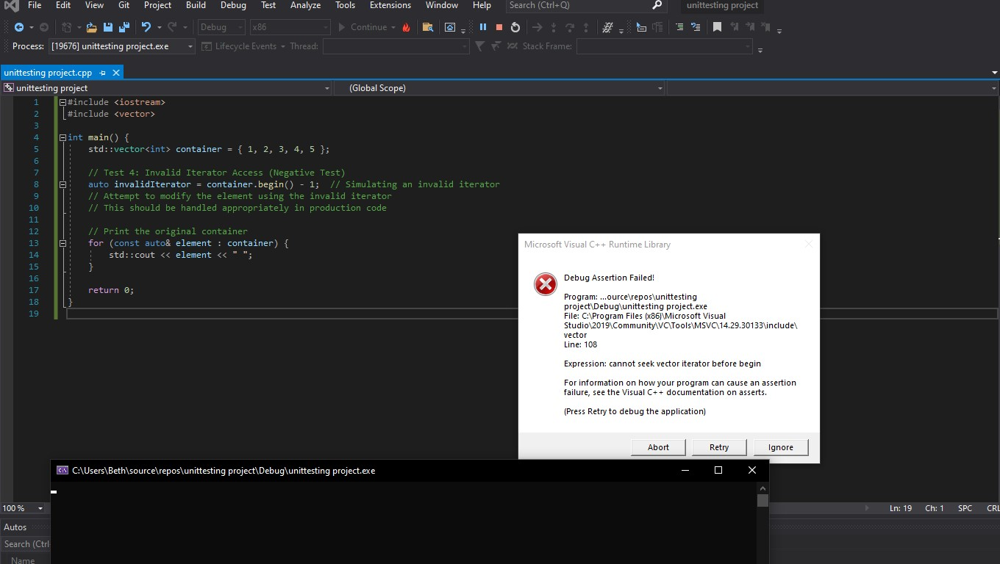 File Edit View Git Project Build Debug Test Analyze Tools Extensions Window Help Search (Ctrl+Q) unittesting project
Debug x86 Continue
Process: [19676] unittesting project.exe Lifecycle Events Thread: Stack Frame:
unittesting project.cpp
unittesting project (Global Scope)
1 #include <iostream>
2 #include <vector>
3
4 int main() {
5 std::vector<int> container = { 1, 2, 3, 4, 5 };
6
7 // Test 4: Invalid Iterator Access (Negative Test)
8 auto invalidIterator = container.begin() - 1; // Simulating an invalid iterator
9 // Attempt to modify the element using the invalid iterator
10 // This should be handled appropriately in production code
11
12 // Print the original container
13 for (const auto& element : container) {
14 std::cout << element << " ";
15 }
16
17 return 0;
18 }
19
Microsoft Visual C++ Runtime Library
Debug Assertion Failed!
Program: ...ource\repos\unittesting
project\Debug\unittesting project.exe
File: C:\Program Files (x86)\Microsoft Visual
Studio\2019\Community\VC\Tools\MSVC\14.29.30133\include\
vector
Line: 108
Expression: cannot seek vector iterator before begin
For information on how your program can cause an assertion
failure, see the Visual C++ documentation on asserts.
(Press Retry to debug the application)
Abort Retry Ignore
C:\Users\Beth\source\repos\unittesting project\Debug\unittesting project.exe
100 % Ln: 19 Ch: 1 SPC CRL
Autos
Search (Ctrl
Name